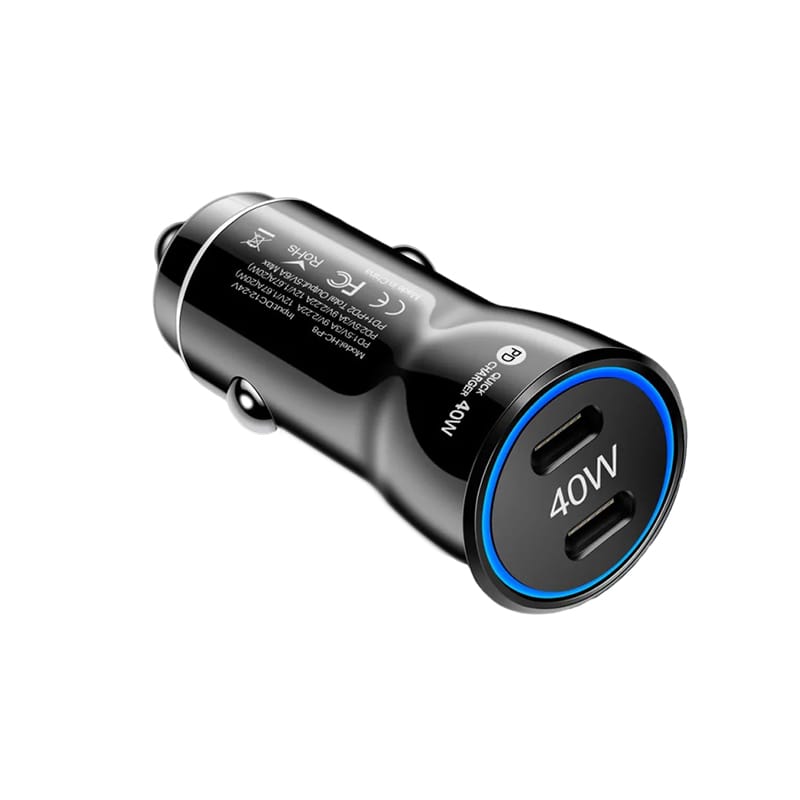 Model:HC-P8
Input:DC12-24V
PD1:5V/3A 9V/2.22A 12V/1.67A(20W)
PD2:5V/3A 9V/2.22A 12V/1.67A(20W)
PD1+PD2 Total Output:5V/6A Max
CE FC RoHS
Made in China
PD QUICK
CHARGER 40W
40W